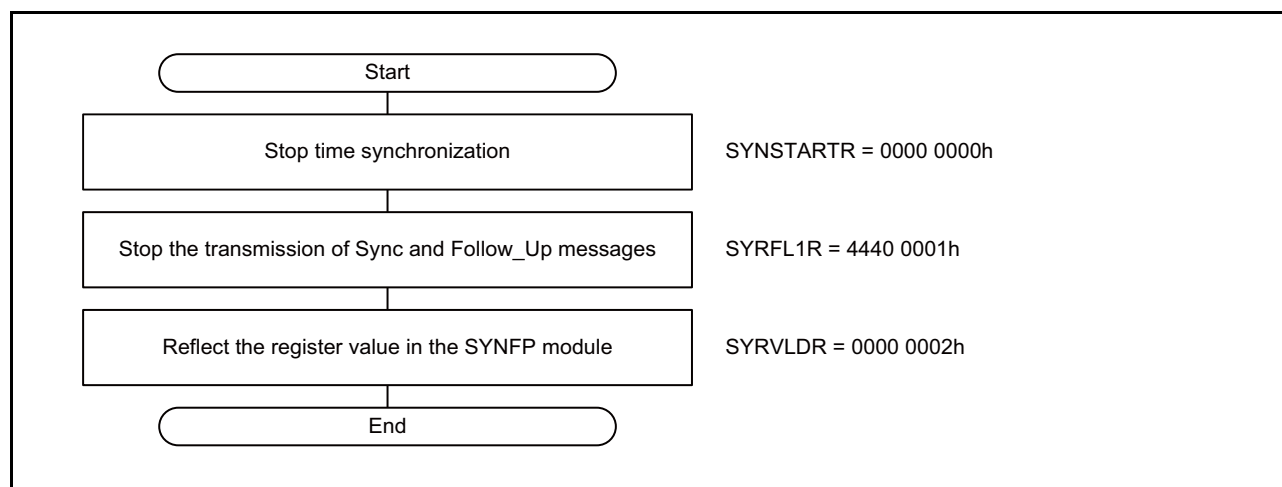 Start
Stop time synchronization
SYNSTARTR = 0000 0000h
Stop the transmission of Sync and Follow_Up messages
SYRFL1R = 4440 0001h
Reflect the register value in the SYNFP module
SYRVLDR = 0000 0002h
End